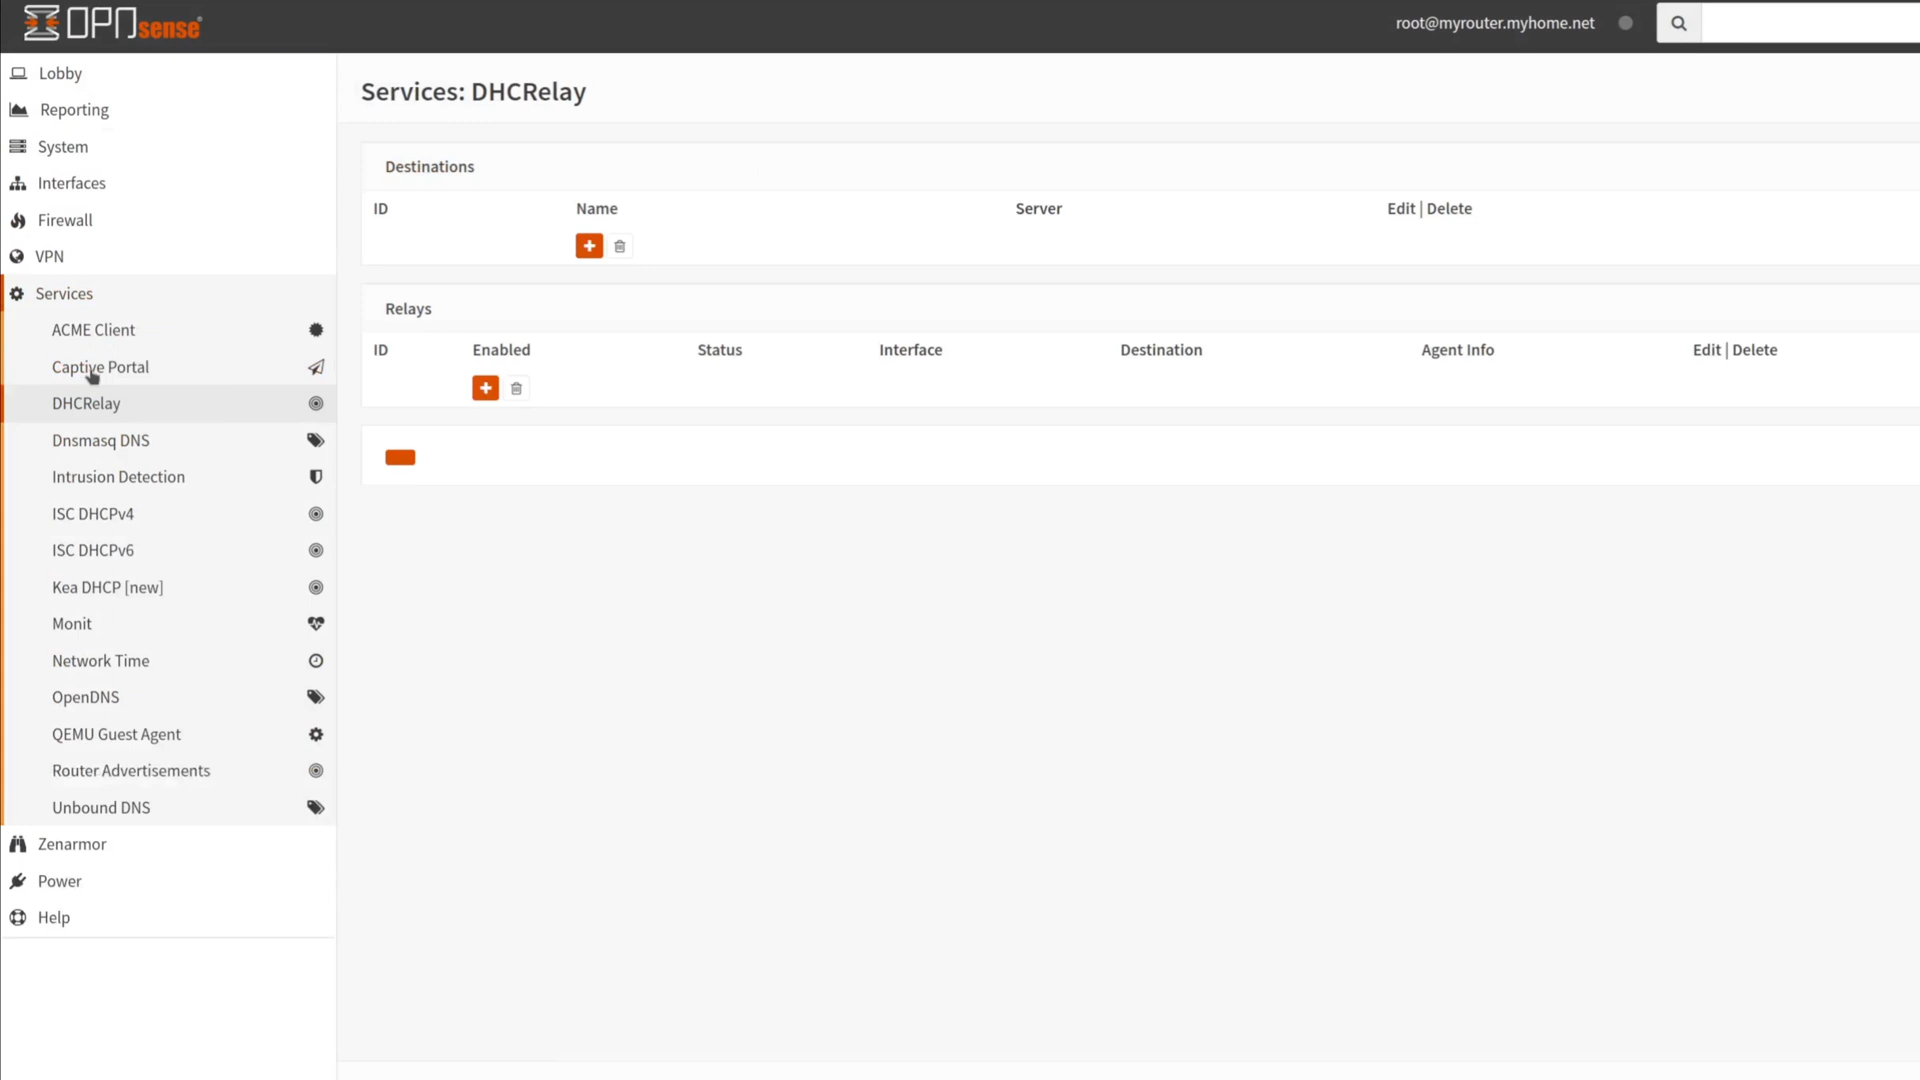 OPNsense®
root@myrouter.myhome.net
Lobby
Reporting
System
Interfaces
Firewall
VPN
Services
ACME Client
Captive Portal
DHCRelay
Dnsmasq DNS
Intrusion Detection
ISC DHCPv4
ISC DHCPv6
Kea DHCP [new]
Monit
Network Time
OpenDNS
QEMU Guest Agent
Router Advertisements
Unbound DNS
Zenarmor
Power
Help
Services: DHCRelay
Destinations
ID Name Server Edit | Delete
Relays
ID Enabled Status Interface Destination Agent Info Edit | Delete